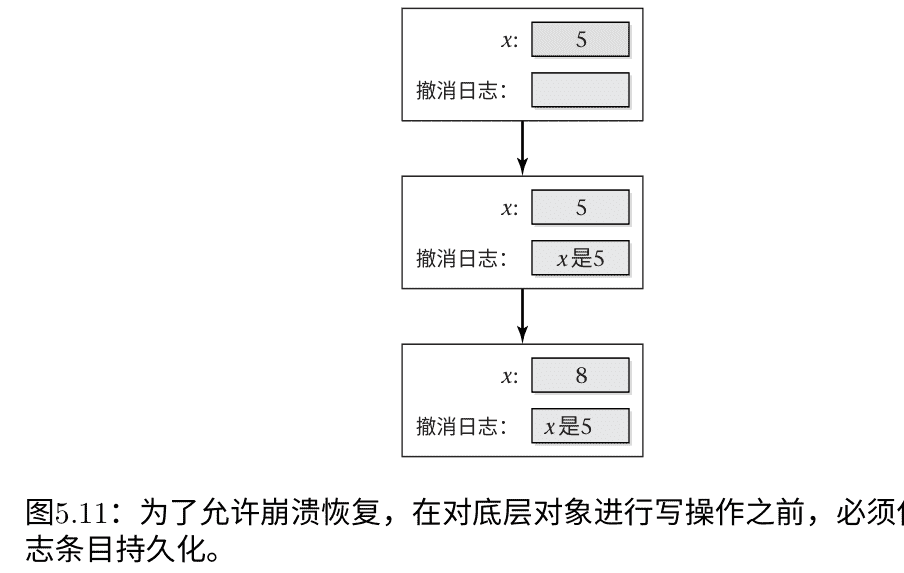 x: 5
撤消日志：
x: 5
撤消日志： x是5
x: 8
撤消日志： x是5
图5.11：为了允许崩溃恢复，在对底层对象进行写操作之前，必须
志条目持久化。